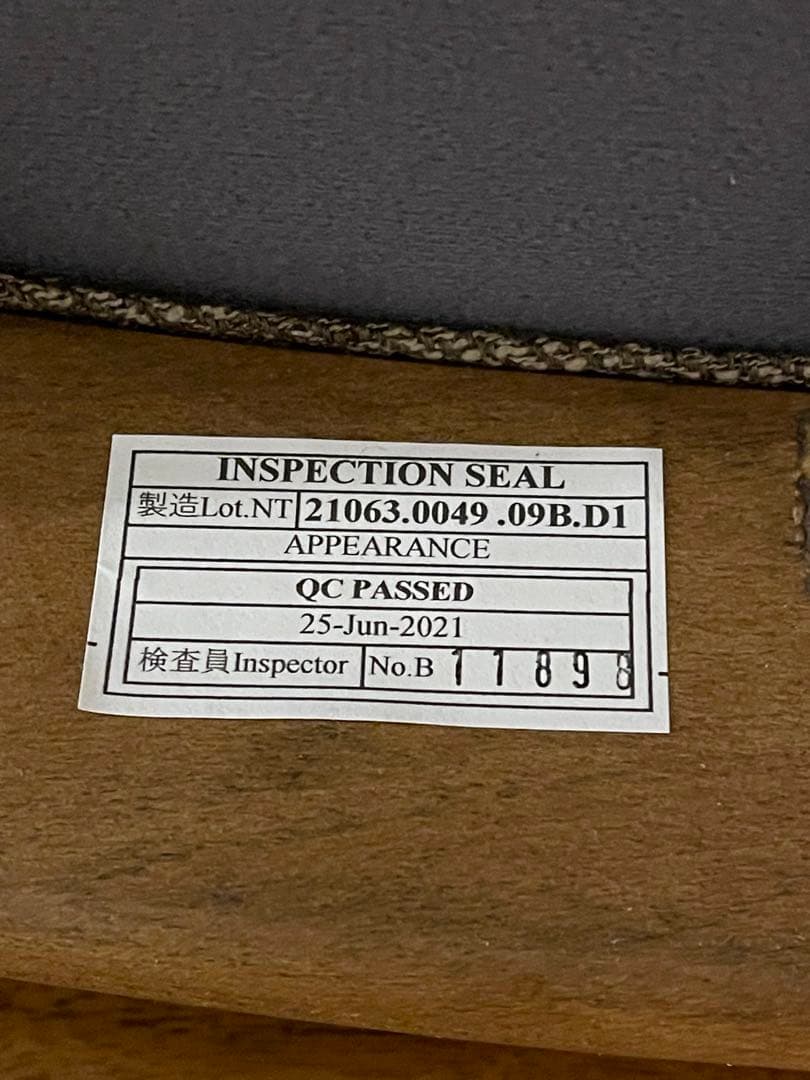 INSPECTION SEAL
製造Lot.NT 21063.0049 .09B.D1
APPEARANCE
QC PASSED
25-Jun-2021
検査員Inspector No.B 11898